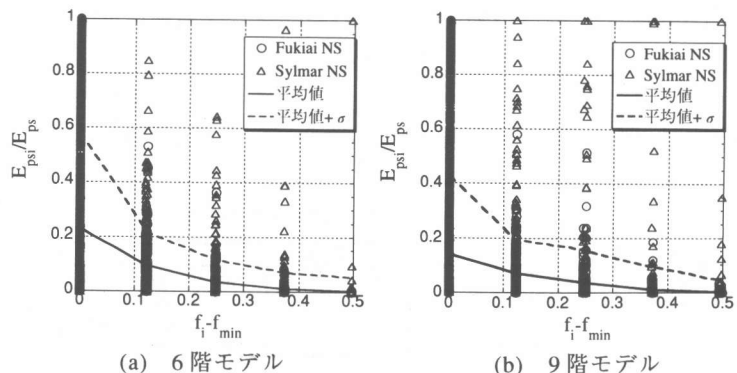 1
0.8
0.6
0.4
0.2
0
E_psi/E_ps
○ Fukiai NS
△ Sylmar NS
平均値
平均値+ σ
0 0.1 0.2 0.3 0.4 0.5
f_i-f_min
(a) 6階モデル
1
0.8
0.6
0.4
0.2
0
E_psi/E_ps
○ Fukiai NS
△ Sylmar NS
平均値
平均値+ σ
0 0.1 0.2 0.3 0.4 0.5
f_i-f_min
(b) 9階モデル